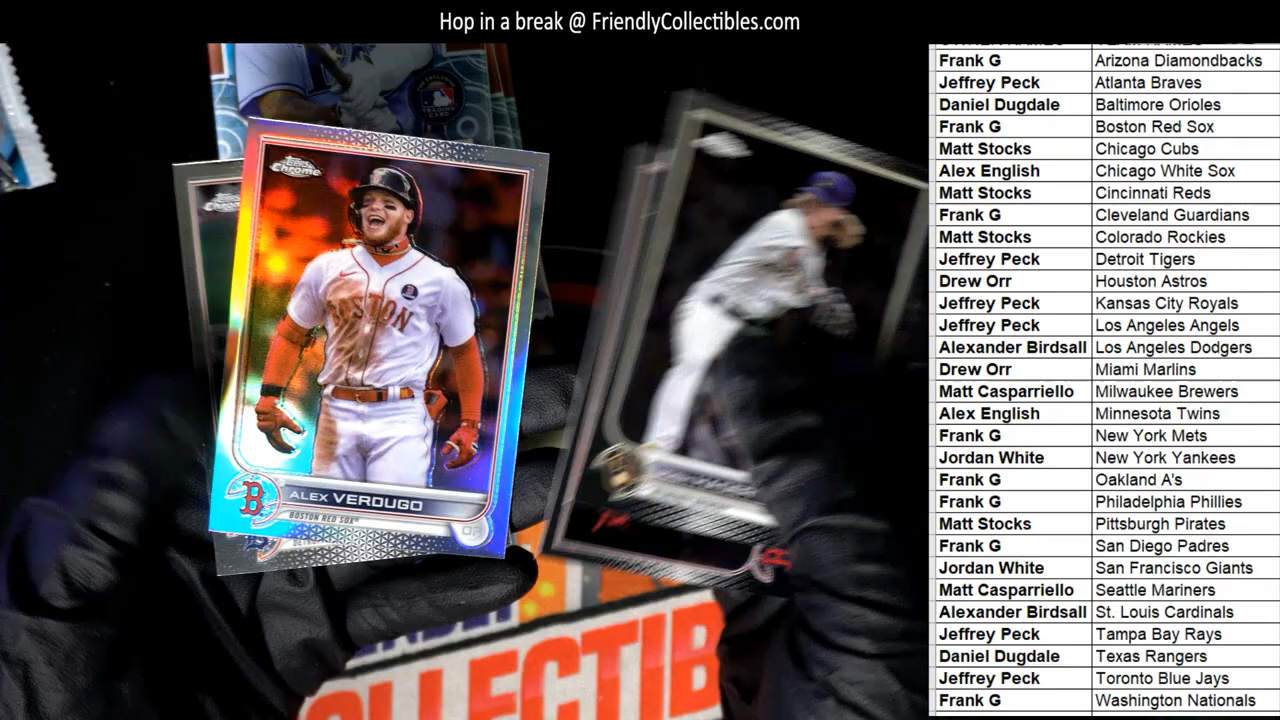 Hop in a break @ FriendlyCollectibles.com
Frank G Arizona Diamondbacks
Jeffrey Peck Atlanta Braves
Daniel Dugdale Baltimore Orioles
Frank G Boston Red Sox
Matt Stocks Chicago Cubs
Alex English Chicago White Sox
Matt Stocks Cincinnati Reds
Frank G Cleveland Guardians
Matt Stocks Colorado Rockies
Jeffrey Peck Detroit Tigers
Drew Orr Houston Astros
Jeffrey Peck Kansas City Royals
Jeffrey Peck Los Angeles Angels
Alexander Birdsall Los Angeles Dodgers
Drew Orr Miami Marlins
Matt Casparriello Milwaukee Brewers
Alex English Minnesota Twins
Frank G New York Mets
Jordan White New York Yankees
Frank G Oakland A's
Frank G Philadelphia Phillies
Matt Stocks Pittsburgh Pirates
Frank G San Diego Padres
Jordan White San Francisco Giants
Matt Casparriello Seattle Mariners
Alexander Birdsall St. Louis Cardinals
Jeffrey Peck Tampa Bay Rays
Daniel Dugdale Texas Rangers
Jeffrey Peck Toronto Blue Jays
Frank G Washington Nationals
Topps
Chrome
BOSTON
B
ALEX VERDUGO
BOSTON RED SOX
OF